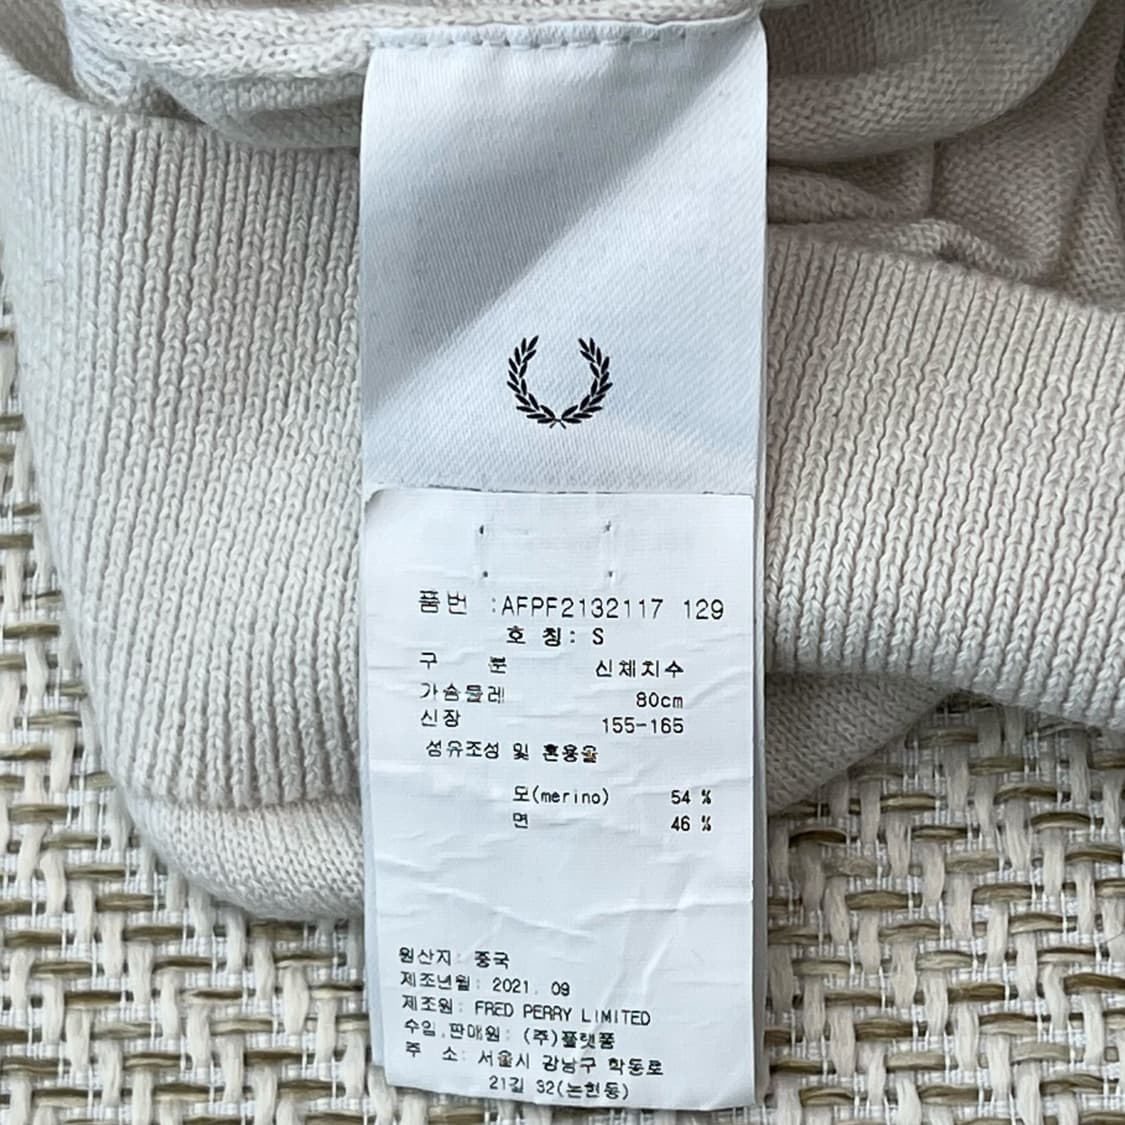 품번 :AFPF2132117 129
호 칭: S
구 분 신체치수
가슴둘레 80cm
신장 155-165
섬유조성 및 혼용율
모(merino) 54 %
면 46 %
원산지: 중국
제조년월: 2021. 09
제조원: FRED PERRY LIMITED
수입,판매원: (주)플랫폼
주 소: 서울시 강남구 학동로
21길 32(논현동)